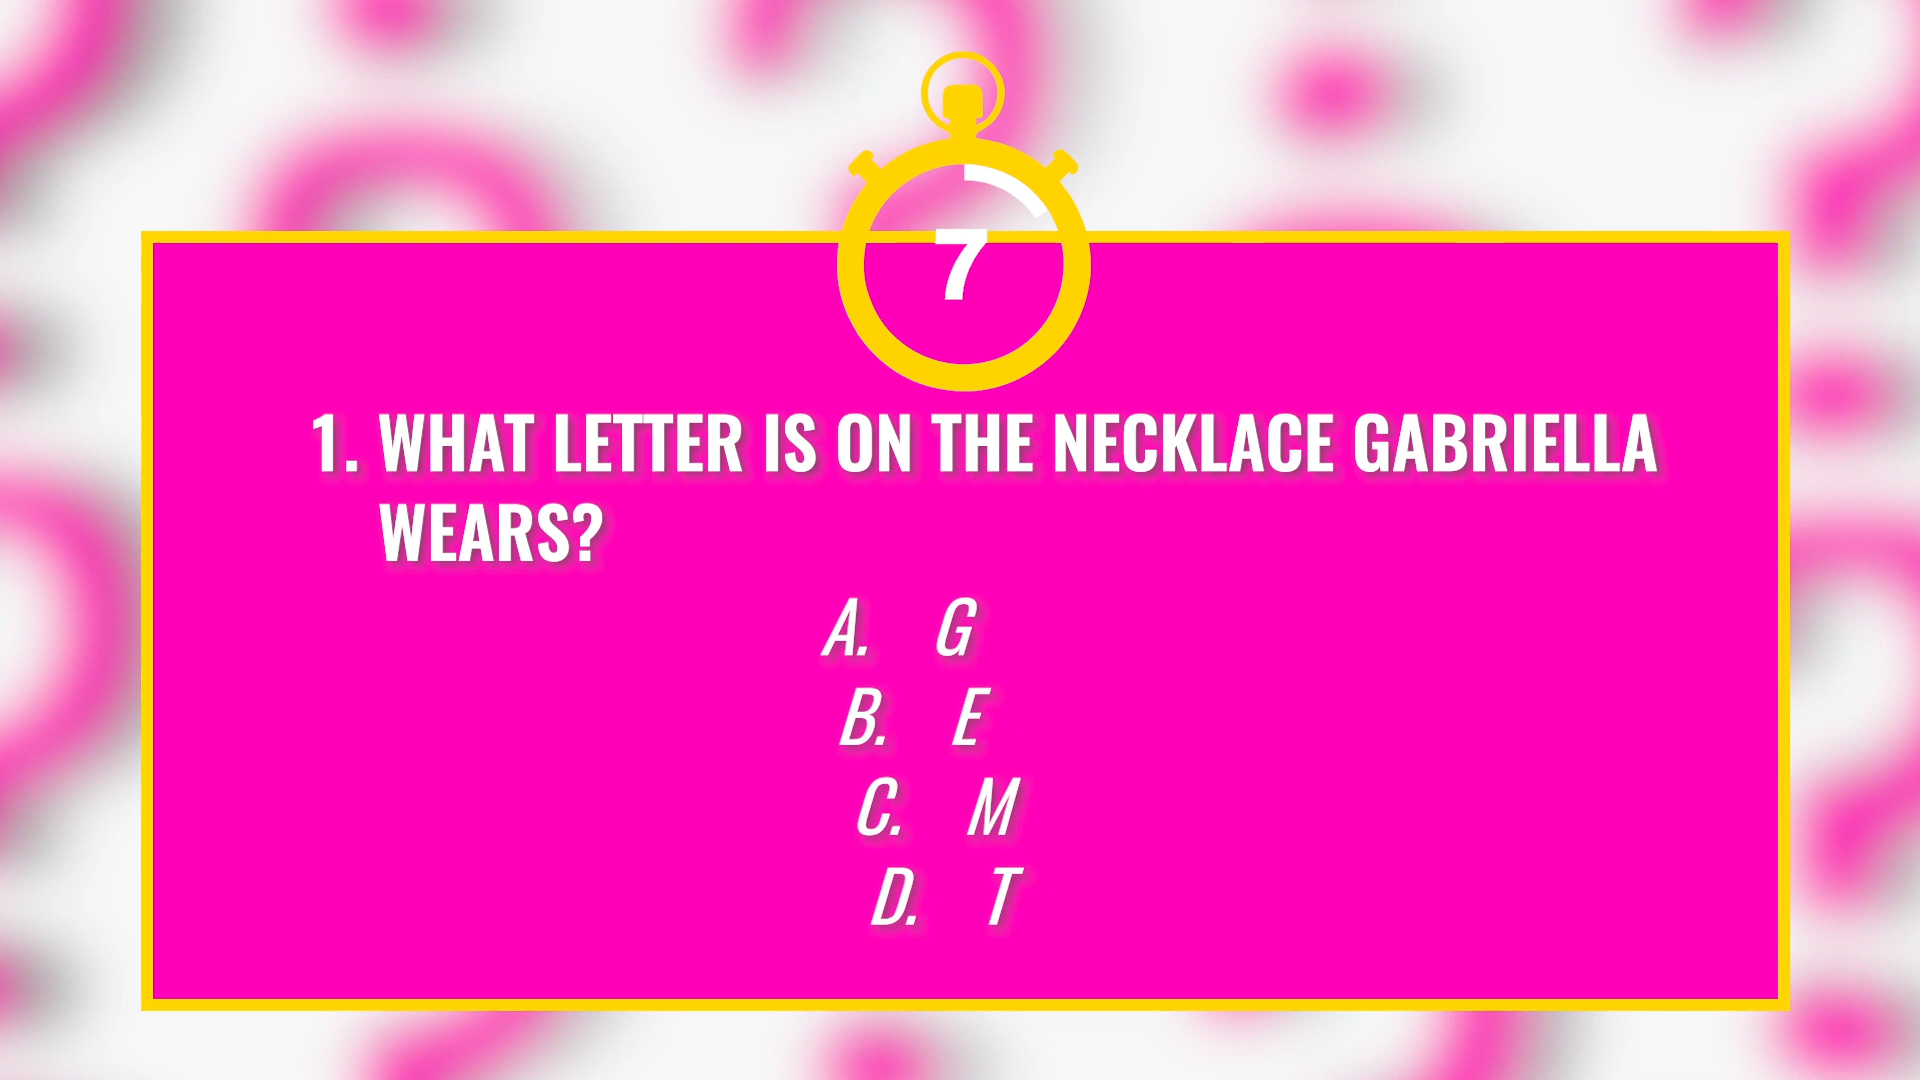 7
1. WHAT LETTER IS ON THE NECKLACE GABRIELLA
WEARS?
A. G
B. E
C. M
D. T